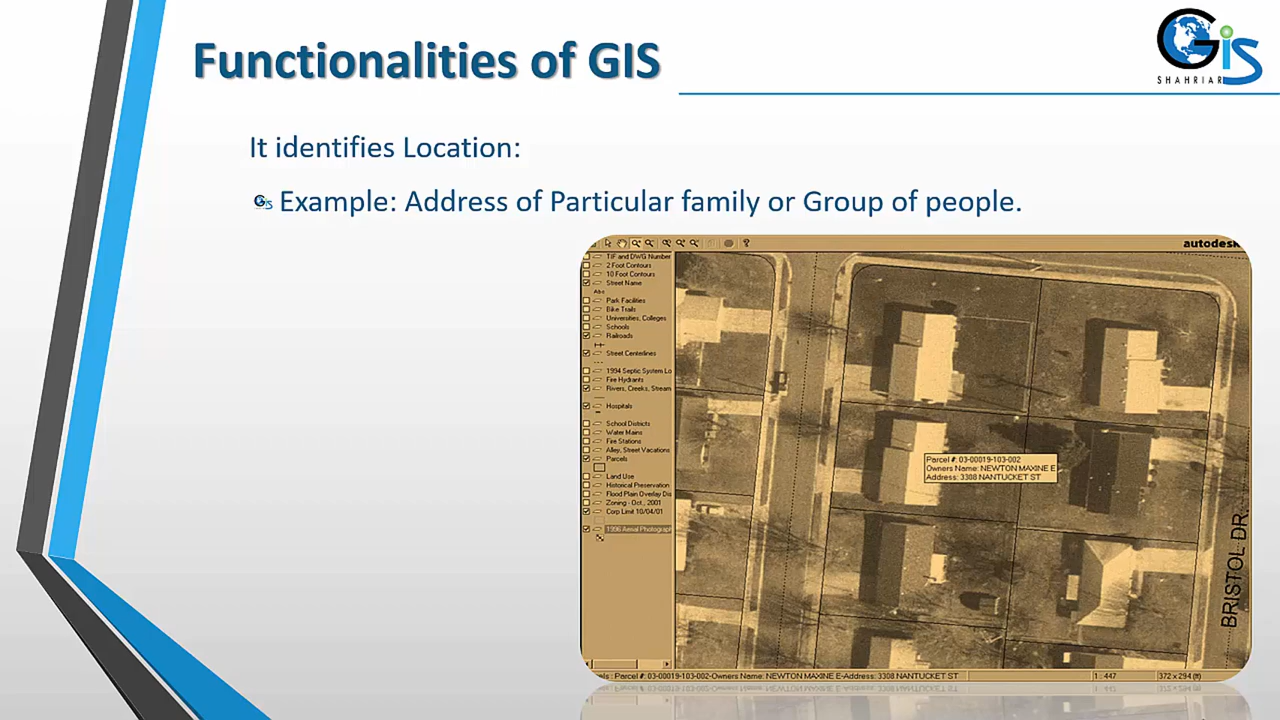 Functionalities of GIS
GiS
SHAHRIAR
It identifies Location:
Example: Address of Particular family or Group of people.
autodesk
TIF and DWG Number
2 Foot Contours
10 Foot Contours
Street Name
Abc
Park Facilities
Bike Trails
Universities, Colleges
Schools
Railroads
Street Centerlines
1994 Septic System Lo
Fire Hydrants
Rivers, Creeks, Stream
Hospitals
School Districts
Water Mains
Fire Stations
Alley, Street Vacations
Parcels
Land Use
Historical Preservation
Flood Plain Overlay Dis
Zoning - Oct., 2001
Corp Limit 10/04/01
1996 Aerial Photograph
Parcel #: 03-00019-103-002
Owners Name: NEWTON MAXINE E
Address: 3308 NANTUCKET ST
BRISTOL DR.
Parcel #: 03-00019-103-002-Owners Name: NEWTON MAXINE E-Address: 3308 NANTUCKET ST
1 : 447
372 x 294 (ft)